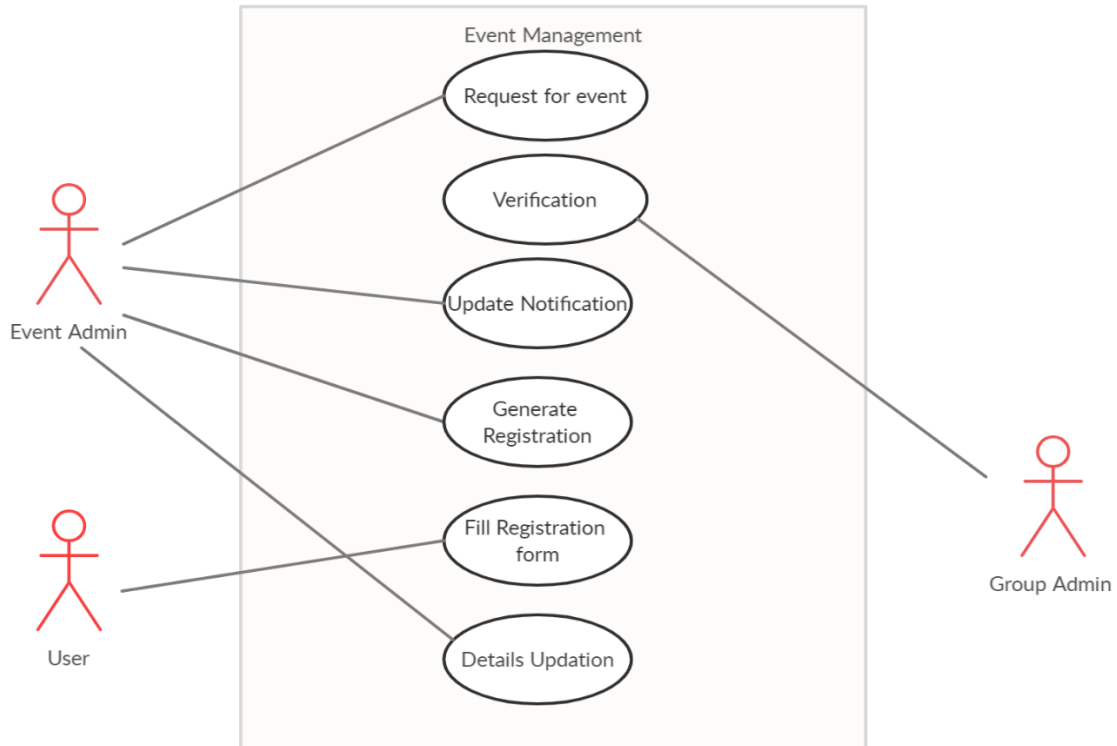 Event Management
Request for event
Verification
Update Notification
Event Admin
Generate
Registration
Fill Registration
form
Group Admin
User
Details Updation